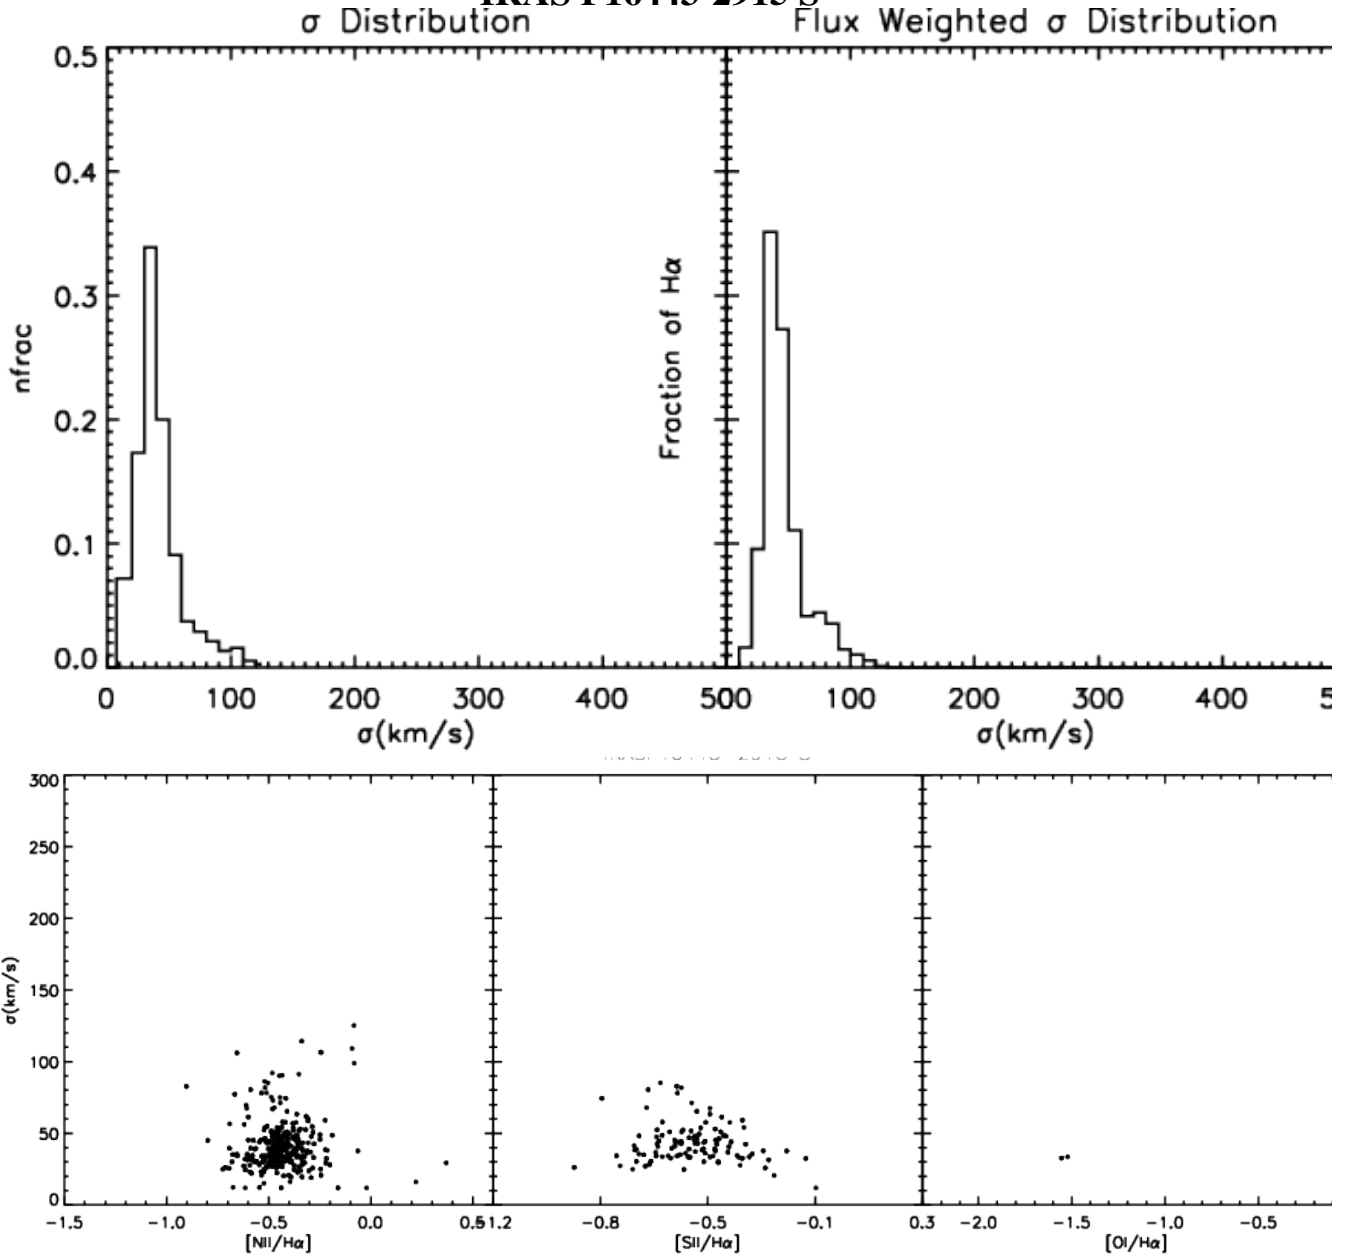 σ Distribution Flux Weighted σ Distribution
0.5
0.4
0.3
0.2
0.1
0.0
nfrac
Fraction of Hα
0 100 200 300 400 500 100 200 300 400
σ(km/s) σ(km/s)
300
250
200
150
100
50
0
σ(km/s)
-1.5 -1.0 -0.5 0.0 0.5 -1.2 -0.8 -0.5 -0.1 0.3 -2.0 -1.5 -1.0 -0.5
[NII/Hα] [SII/Hα] [OI/Hα]